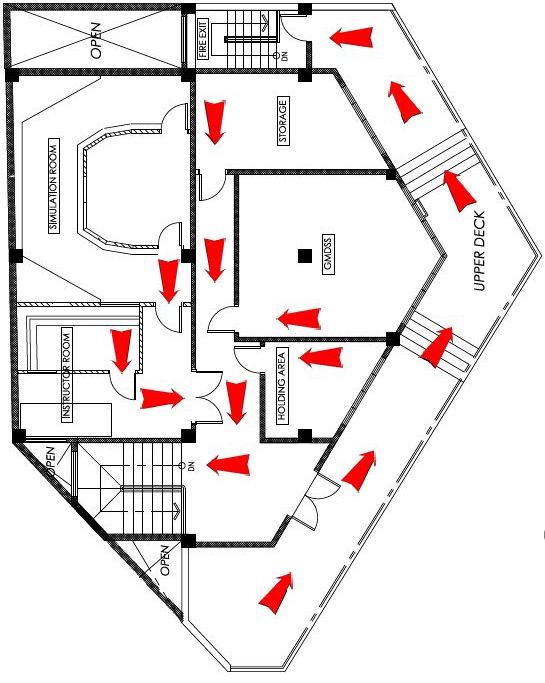 OPEN
FIRE EXIT
DN
STORAGE
SIMULATION ROOM
GMDSS
UPPER DECK
INSTRUCTOR ROOM
HOLDING AREA
OPEN
DN
OPEN